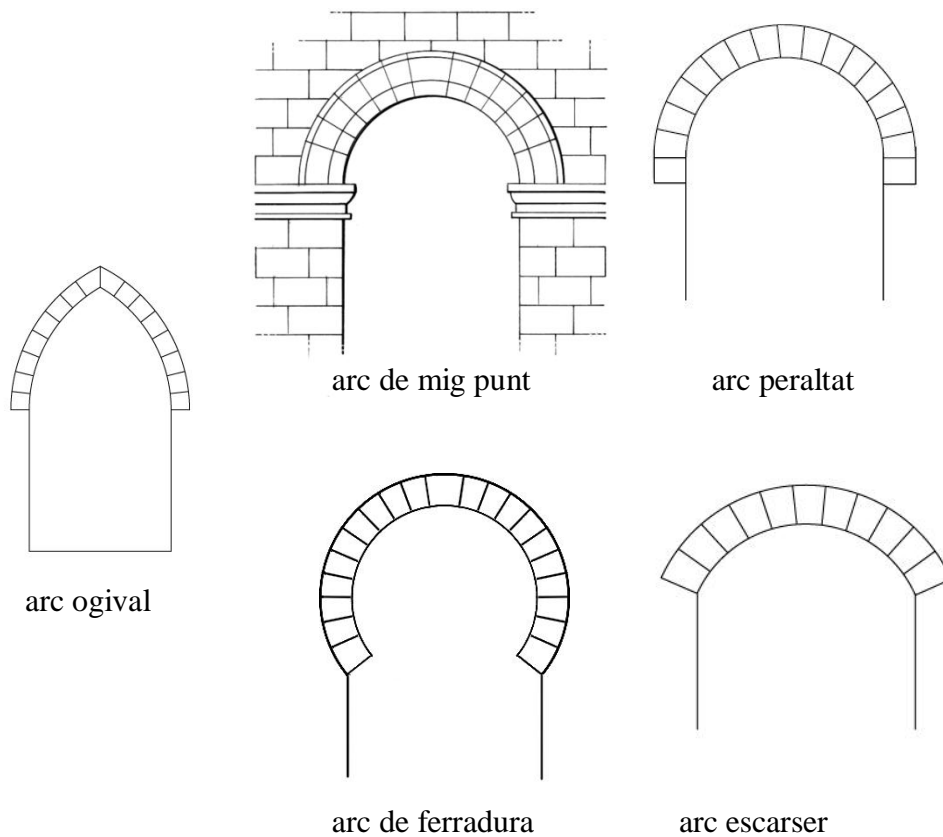 arc de mig punt
arc peraltat
arc ogival
arc de ferradura
arc escarser